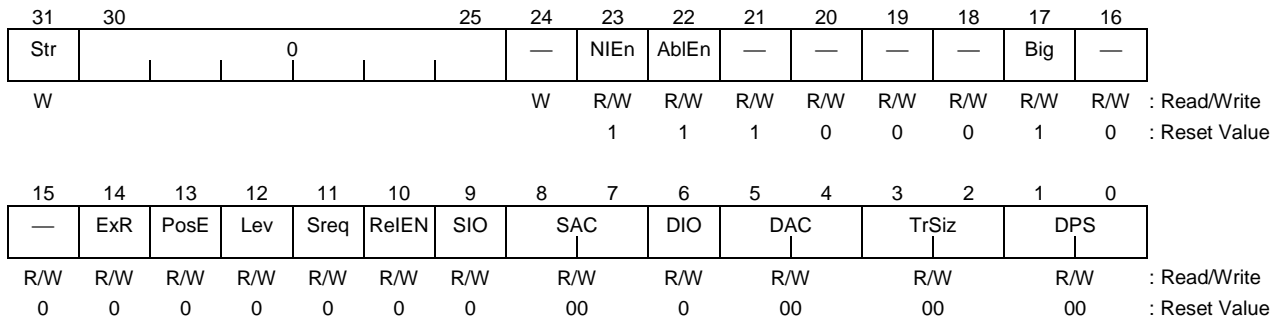 31 30 25 24 23 22 21 20 19 18 17 16
Str 0 — NIEn AbIEn — — — — Big —
W W R/W R/W R/W R/W R/W R/W R/W R/W : Read/Write
1 1 1 0 0 0 1 0 : Reset Value
15 14 13 12 11 10 9 8 7 6 5 4 3 2 1 0
— ExR PosE Lev Sreq RelEN SIO SAC DIO DAC TrSiz DPS
R/W R/W R/W R/W R/W R/W R/W R/W R/W R/W R/W R/W : Read/Write
0 0 0 0 0 0 0 00 0 00 00 00 : Reset Value